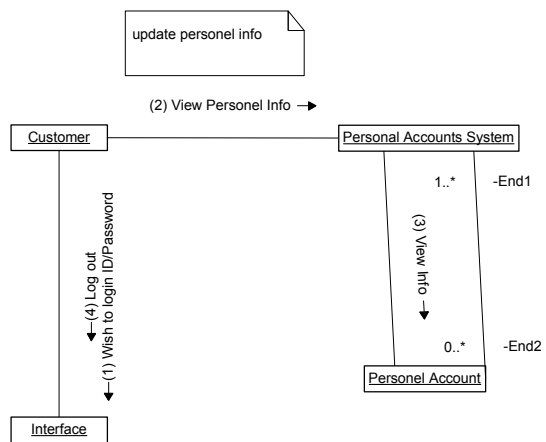 update personel info
(2) View Personel Info
Customer
Personal Accounts System
1..*
-End1
(3) View Info
(4) Log out
(1) Wish to login ID/Password
0..*
-End2
Personel Account
Interface